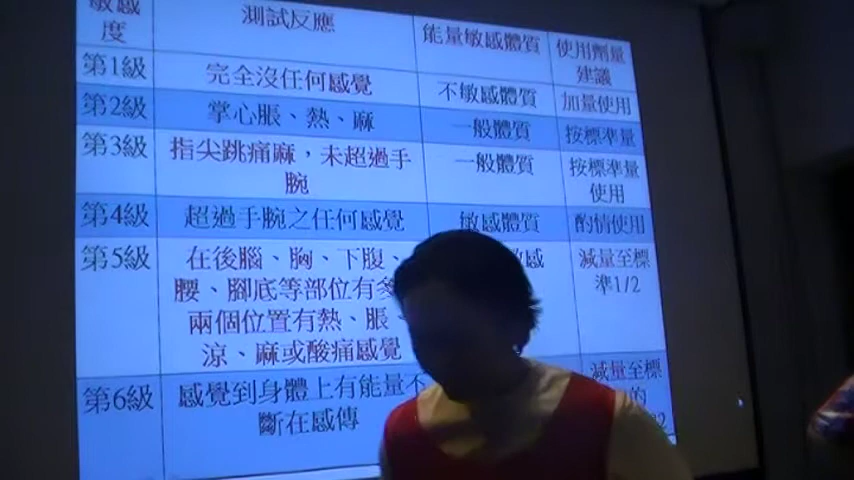 敏感度 測試反應 能量敏感體質 使用劑量建議
第1級 完全沒任何感覺 不敏感體質 加量使用
第2級 掌心脹、熱、麻 一般體質 按標準量
第3級 指尖跳痛麻，未超過手腕 一般體質 按標準量使用
第4級 超過手腕之任何感覺 敏感體質 酌情使用
第5級 在後腦、胸、下腹、 敏感 減量至標
腰、腳底等部位有 準1/2
兩個位置有熱、脹、
涼、麻或酸痛感覺
第6級 感覺到身體上有能量不 減量至標
斷在感傳 的